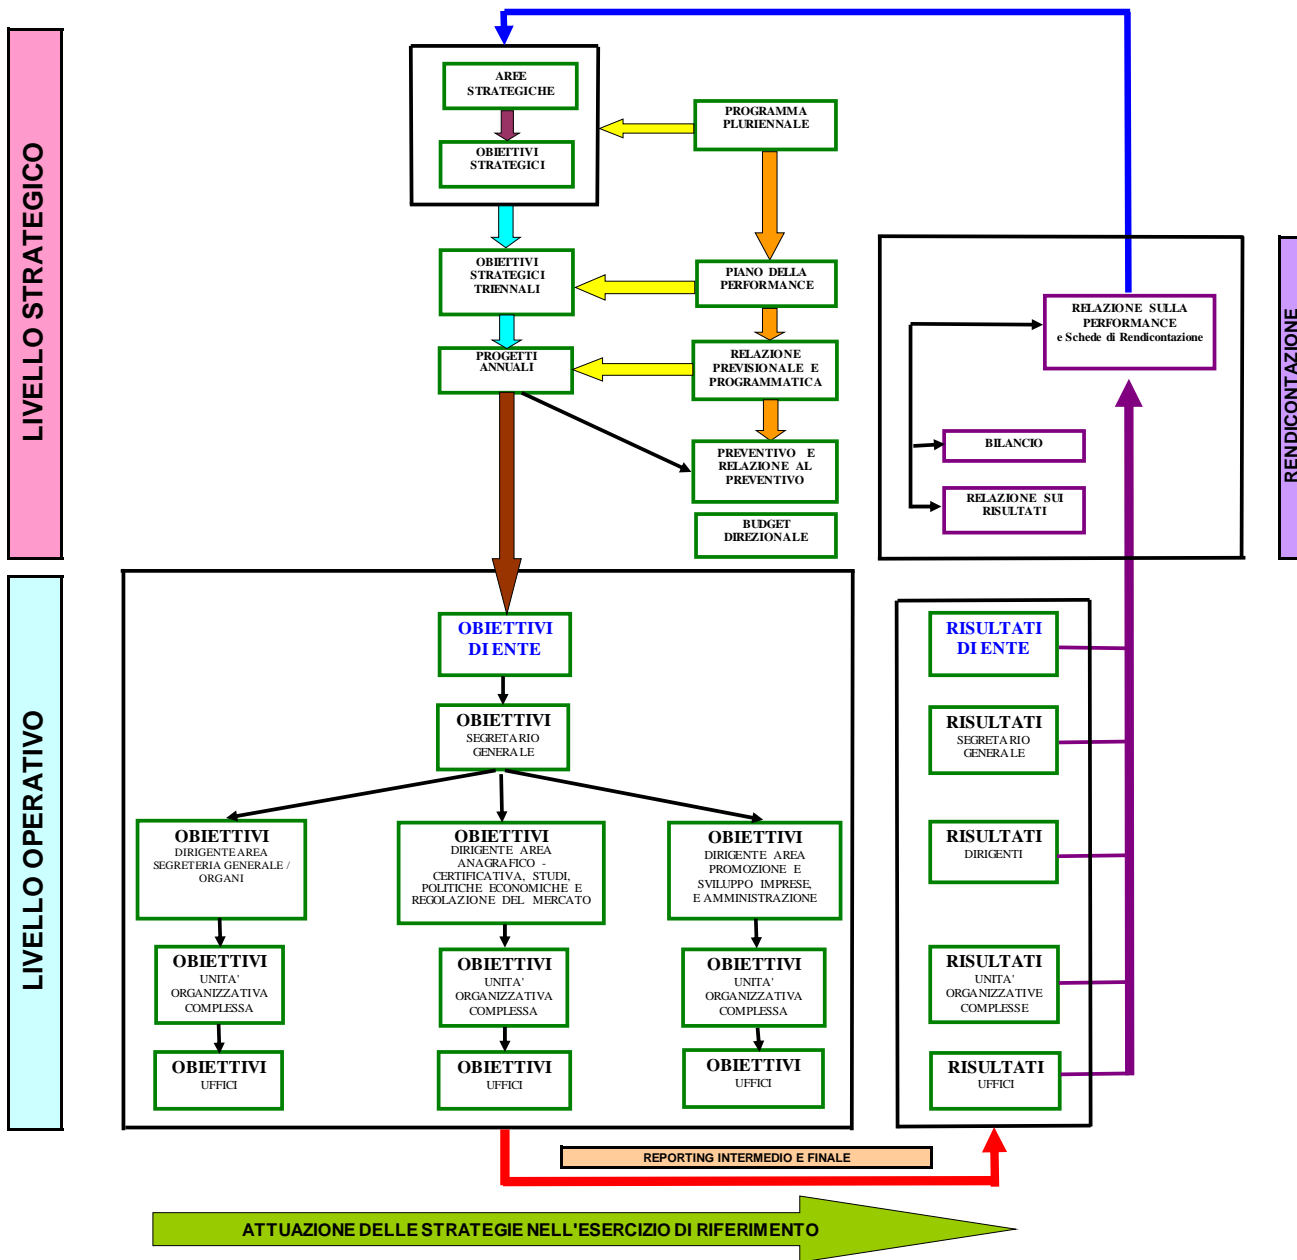 LIVELLO STRATEGICO
AREE
STRATEGICHE
OBIETTIVI
STRATEGICI
PROGRAMMA
PLURIENNALE
OBIETTIVI
STRATEGICI
TRIENNALI
PIANO DELLA
PERFORMANCE
PROGETTI
ANNUALI
RELAZIONE
PREVISIONALE E
PROGRAMMATICA
PREVENTIVO E
RELAZIONE AL
PREVENTIVO
BUDGET
DIREZIONALE
RELAZIONE SULLA
PERFORMANCE
e Schede di Rendicontazione
BILANCIO
RELAZIONE SUI
RISULTATI
RENDICONTAZIONE
LIVELLO OPERATIVO
OBIETTIVI
DI ENTE
OBIETTIVI
SEGRETARIO
GENERALE
OBIETTIVI
DIRIGENTE AREA
SEGRETERIA GENERALE /
ORGANI
OBIETTIVI
DIRIGENTE AREA
ANAGRAFICO -
CERTIFICATIVA, STUDI,
POLITICHE ECONOMICHE E
REGOLAZIONE DEL MERCATO
OBIETTIVI
DIRIGENTE AREA
PROMOZIONE E
SVILUPPO IMPRESE,
E AMMINISTRAZIONE
OBIETTIVI
UNITA'
ORGANIZZATIVA
COMPLESSA
OBIETTIVI
UNITA'
ORGANIZZATIVA
COMPLESSA
OBIETTIVI
UNITA'
ORGANIZZATIVA
COMPLESSA
OBIETTIVI
UFFICI
OBIETTIVI
UFFICI
OBIETTIVI
UFFICI
RISULTATI
DI ENTE
RISULTATI
SEGRETARIO
GENERALE
RISULTATI
DIRIGENTI
RISULTATI
UNITA'
ORGANIZZATIVE
COMPLESSE
RISULTATI
UFFICI
REPORTING INTERMEDIO E FINALE
ATTUAZIONE DELLE STRATEGIE NELL'ESERCIZIO DI RIFERIMENTO